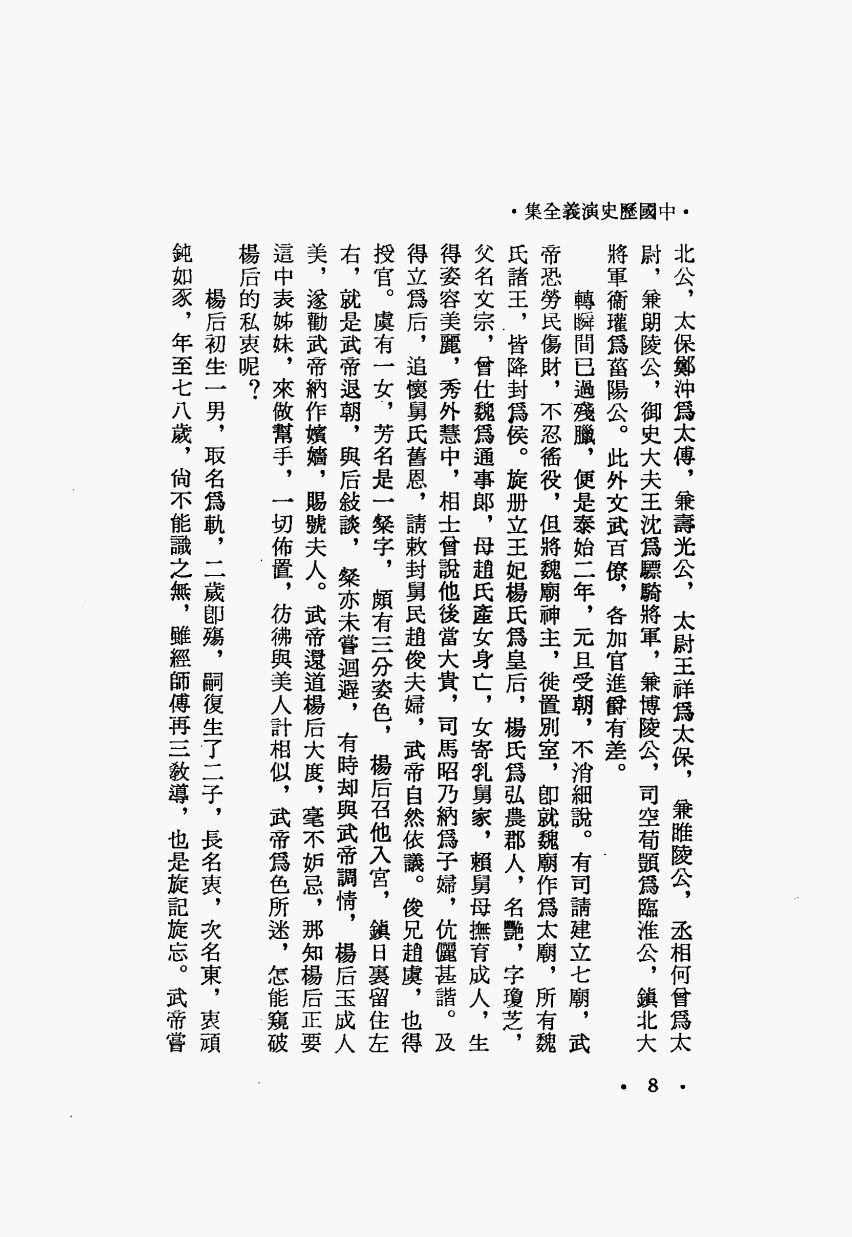 ·中國歷史演義全集·
北公，太保鄭沖爲太傅，兼壽光公，太尉王祥爲太保，兼睢陵公，丞相何曾爲太
尉，兼朗陵公，御史大夫王沈爲驃騎將軍，兼博陵公，司空荀顗爲臨淮公，鎮北大
將軍衞瓘爲菑陽公。此外文武百僚，各加官進爵有差。
轉瞬間已過殘臘，便是泰始二年，元旦受朝，不消細說。有司請建立七廟，武
帝恐勞民傷財，不忍徭役，但將魏廟神主，徙置別室，卽就魏廟作爲太廟，所有魏
氏諸王，皆降封爲侯。旋册立王妃楊氏爲皇后，楊氏爲弘農郡人，名艷，字瓊芝，
父名文宗，曾仕魏爲通事郎，母趙氏產女身亡，女寄乳舅家，賴舅母撫育成人，生
得姿容美麗，秀外慧中，相士曾說他後當大貴，司馬昭乃納爲子婦，伉儷甚諧。及
得立爲后，追懷舅氏舊恩，請敕封舅民趙俊夫婦，武帝自然依議。俊兄趙虞，也得
授官。虞有一女，芳名是一粲字，頗有三分姿色，楊后召他入宮，鎮日裏留住左
右，就是武帝退朝，與后敍談，粲亦未嘗迴避，有時却與武帝調情，楊后玉成人
美，遂勸武帝納作嬪嬙，賜號夫人。武帝還道楊后大度，毫不妒忌，那知楊后正要
這中表姊妹，來做幫手，一切佈置，彷彿與美人計相似，武帝爲色所迷，怎能窺破
楊后的私衷呢？
楊后初生一男，取名爲軌，二歲卽殤，嗣復生了二子，長名衷，次名東，衷頑
鈍如豕，年至七八歲，尙不能識之無，雖經師傅再三敎導，也是旋記旋忘。武帝嘗
·8·